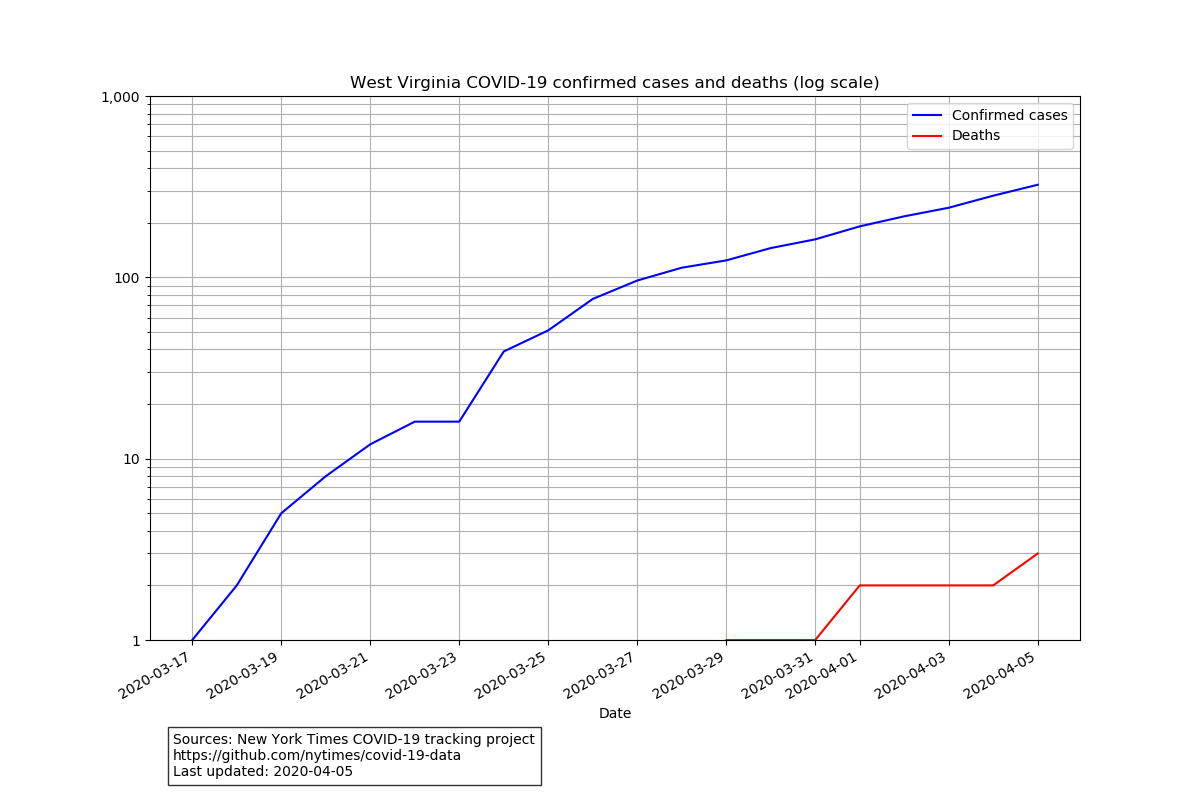 West Virginia COVID-19 confirmed cases and deaths (log scale)
1,000
100
10
1
Confirmed cases
Deaths
2020-03-17
2020-03-19
2020-03-21
2020-03-23
2020-03-25
2020-03-27
2020-03-29
2020-03-31
2020-04-01
2020-04-03
2020-04-05
Date
Sources: New York Times COVID-19 tracking project
https://github.com/nytimes/covid-19-data
Last updated: 2020-04-05